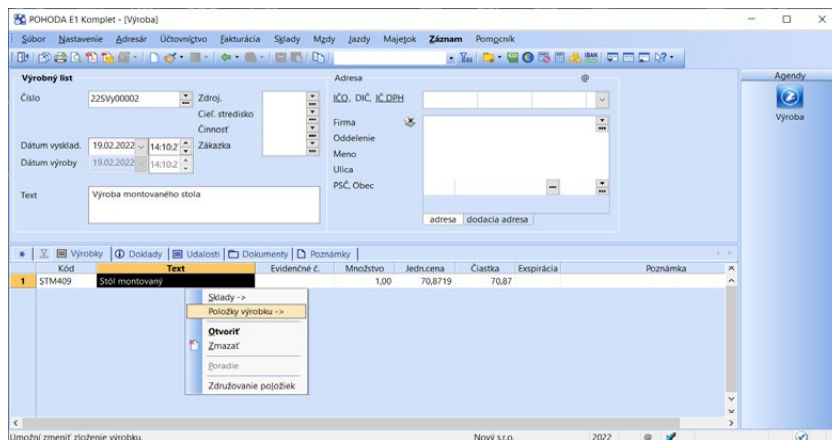 POHODA E1 Komplet - [Výroba]
Súbor Nastavenie Adresár Účtovníctvo Fakturácia Sklady Mzdy Jazdy Majetok Záznam Pomocník
IBAN
Výrobný list
Adresa
@
Agendy
Číslo 22SVy00002 Zdroj. IČO, DIČ, IČ DPH
Výroba
Cieľ. stredisko
Činnosť Firma
Dátum vysklad. 19.02.2022 14:10:2 Zákazka Oddelenie
Dátum výroby 19.02.2022 14:10:2 Meno
Ulica
PSČ, Obec
Text Výroba montovaného stola
adresa dodacia adresa
Výrobky Doklady Udalosti Dokumenty Poznámky
Kód Text Evidenčné č. Množstvo Jedn.cena Čiastka Exspirácia Poznámka
1 STM409 Stôl montovaný 1,00 70,8719 70,87
Sklady ->
Položky výrobku ->
Otvoriť
Zmazať
Poradie
Združovanie položiek
Umožní zmeniť zloženie výrobku. Nový s.r.o. 2022 @